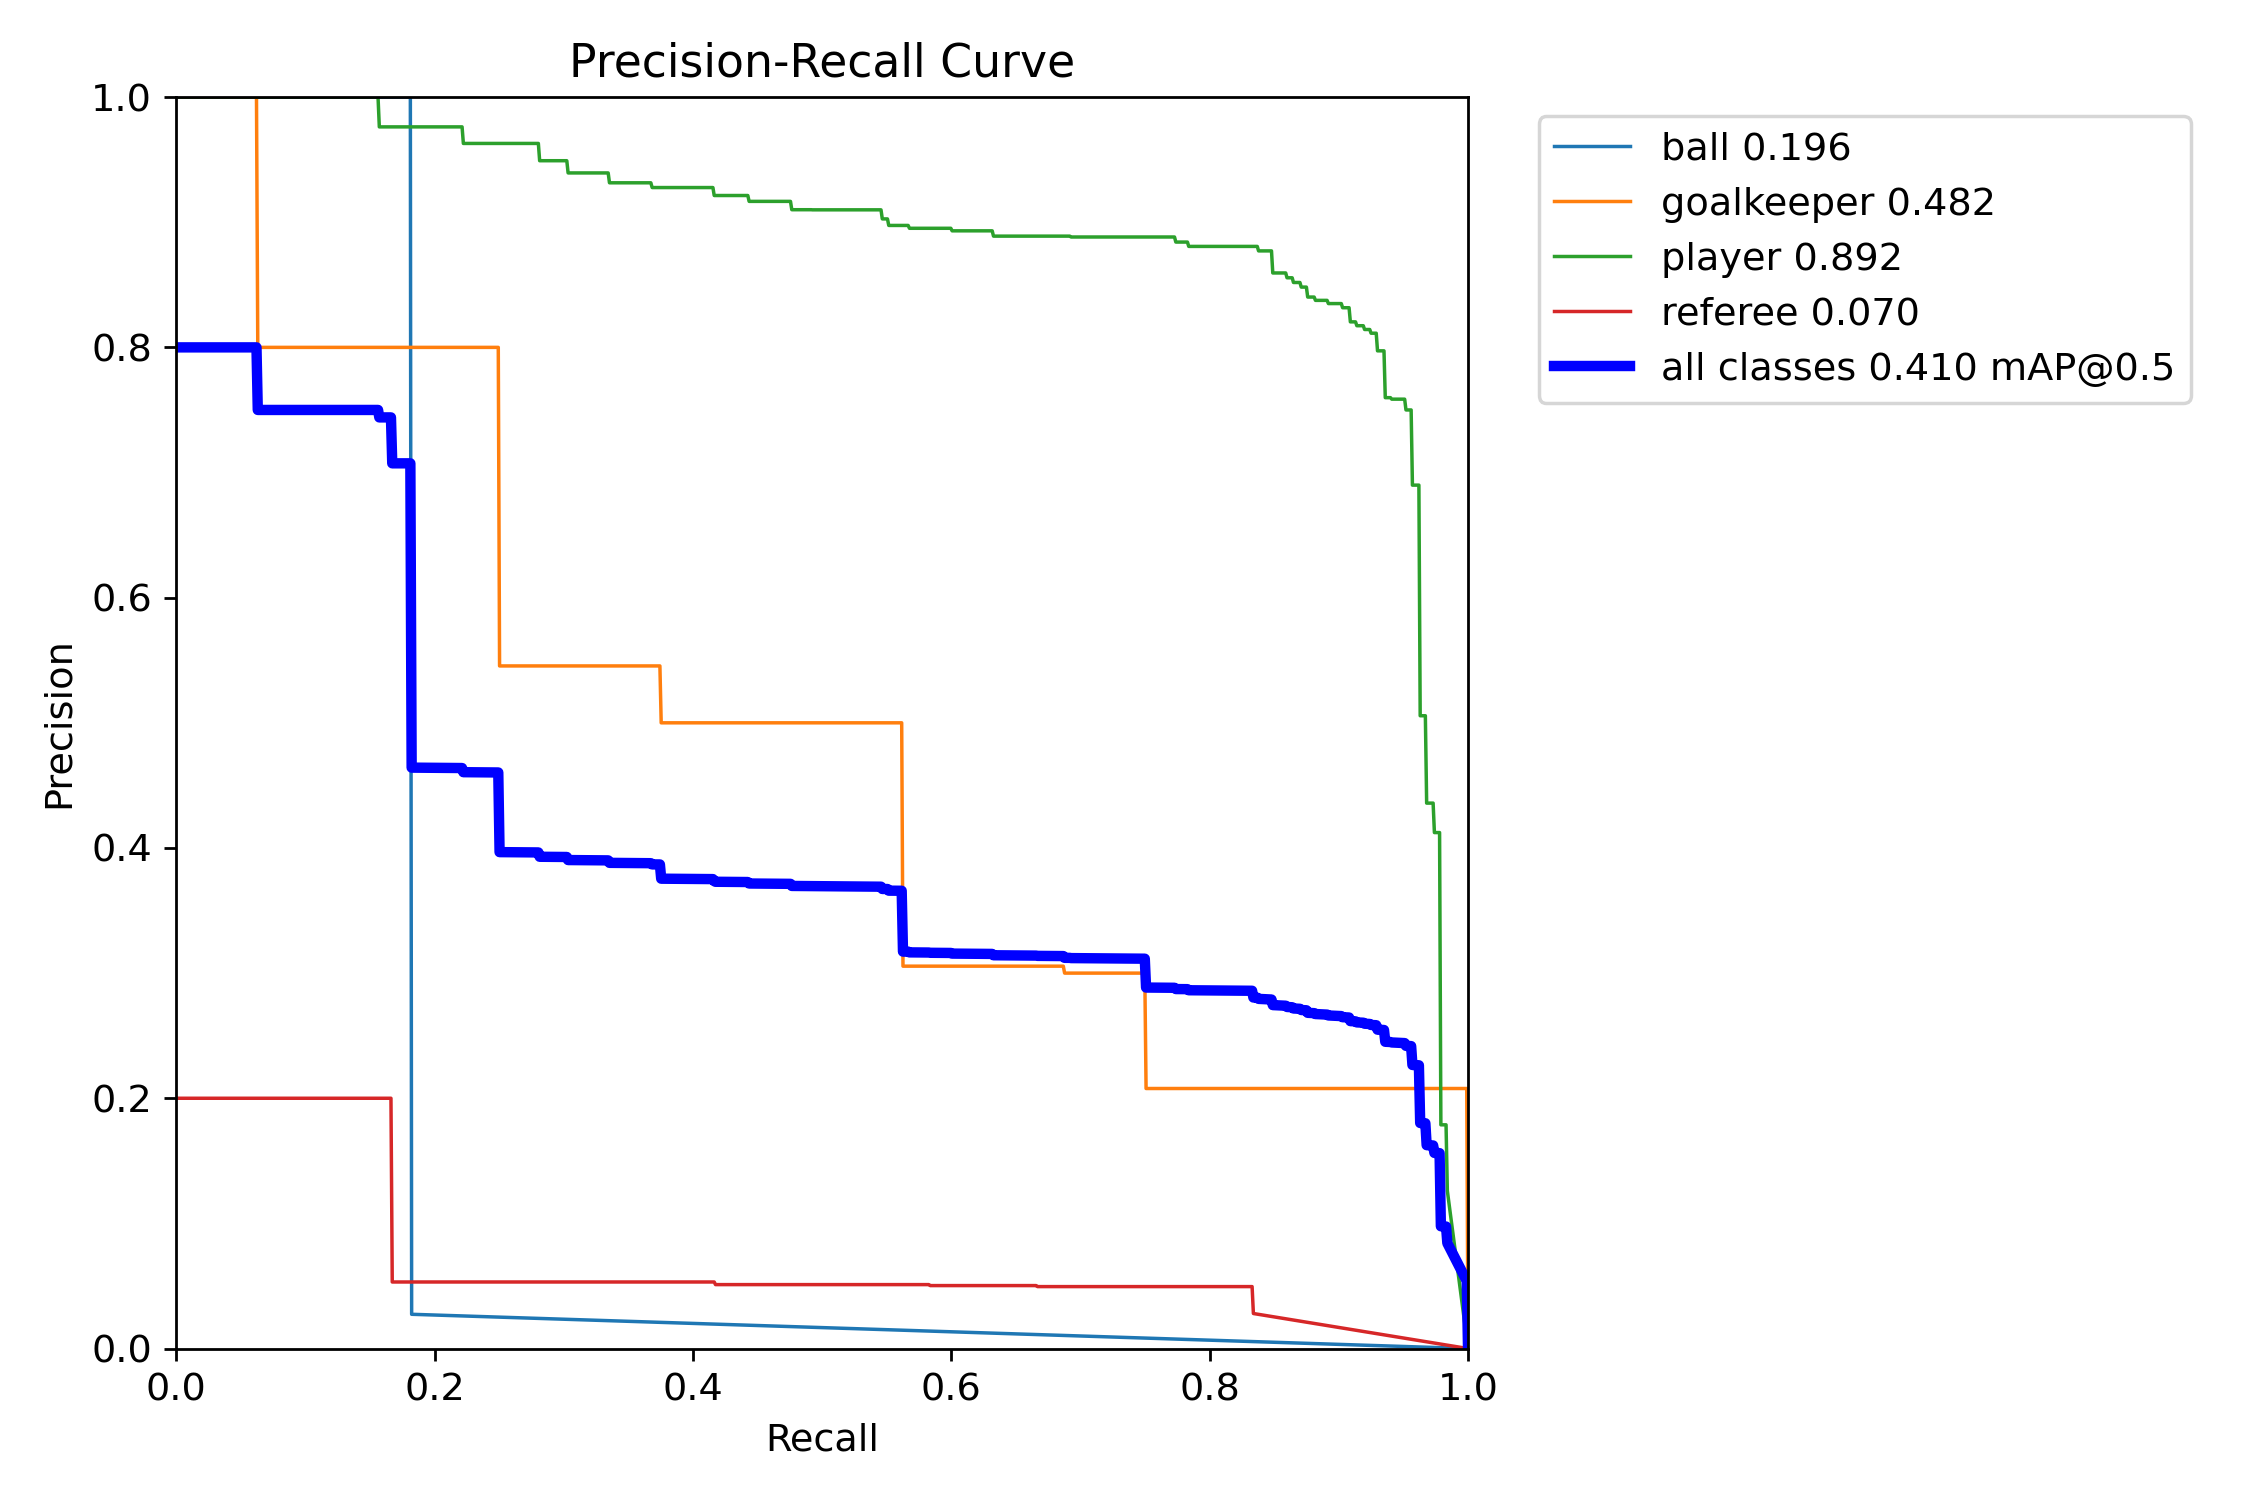 Precision-Recall Curve
1.0
0.8
0.6
0.4
0.2
0.0
Precision
0.0 0.2 0.4 0.6 0.8 1.0
Recall
ball 0.196
goalkeeper 0.482
player 0.892
referee 0.070
all classes 0.410 mAP@0.5